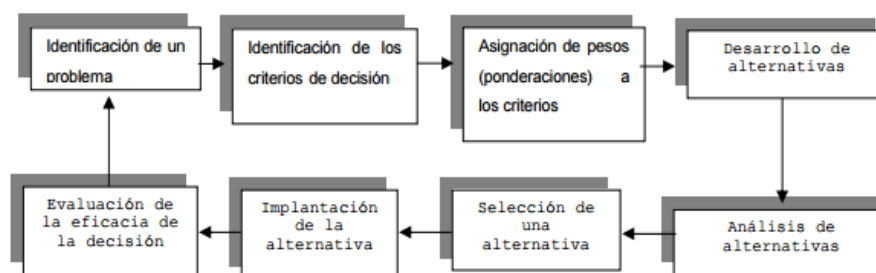 Identificación de un
problema
Identificación de los
criterios de decisión
Asignación de pesos
(ponderaciones) a
los criterios
Desarrollo de
alternativas
Evaluación de
la eficacia de
la decisión
Implantación
de la
alternativa
Selección de
una
alternativa
Análisis de
alternativas